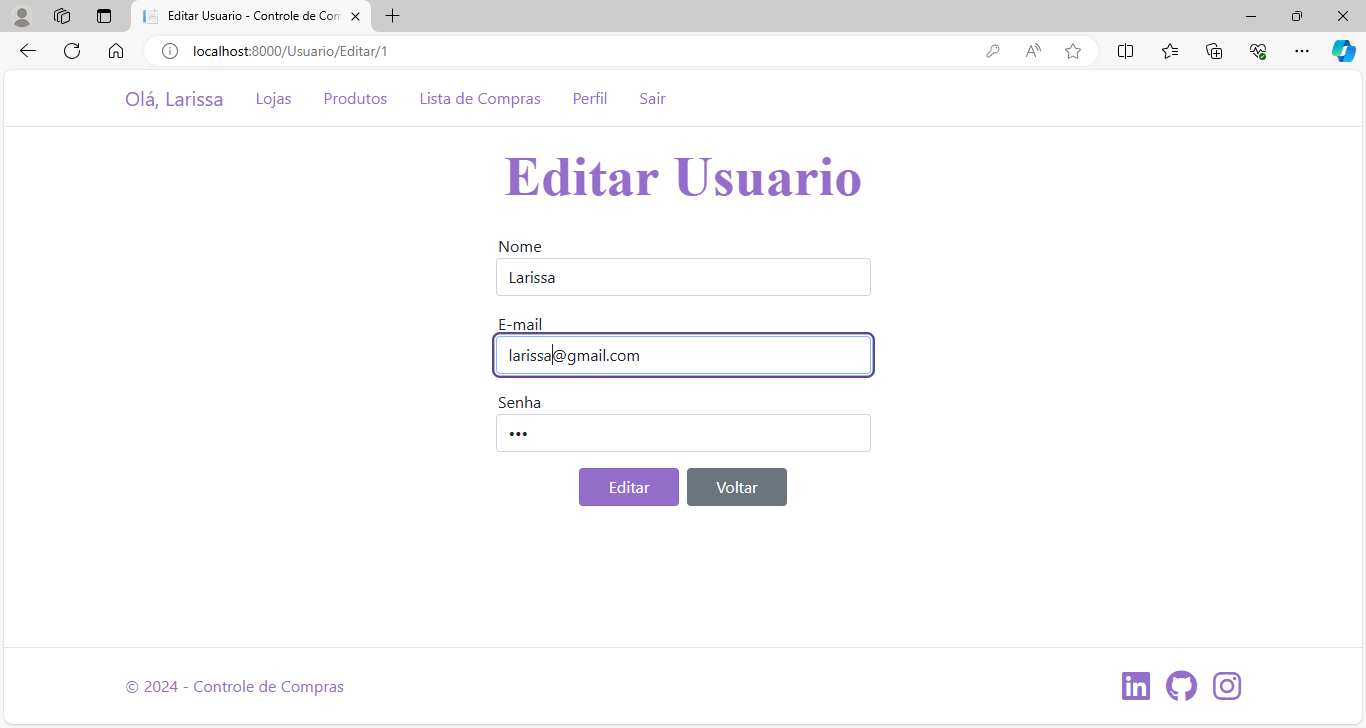 Editar Usuario - Controle de Com
localhost:8000/Usuario/Editar/1
Olá, Larissa Lojas Produtos Lista de Compras Perfil Sair
Editar Usuario
Nome
Larissa
E-mail
larissa@gmail.com
Senha
•••
Editar Voltar
© 2024 - Controle de Compras